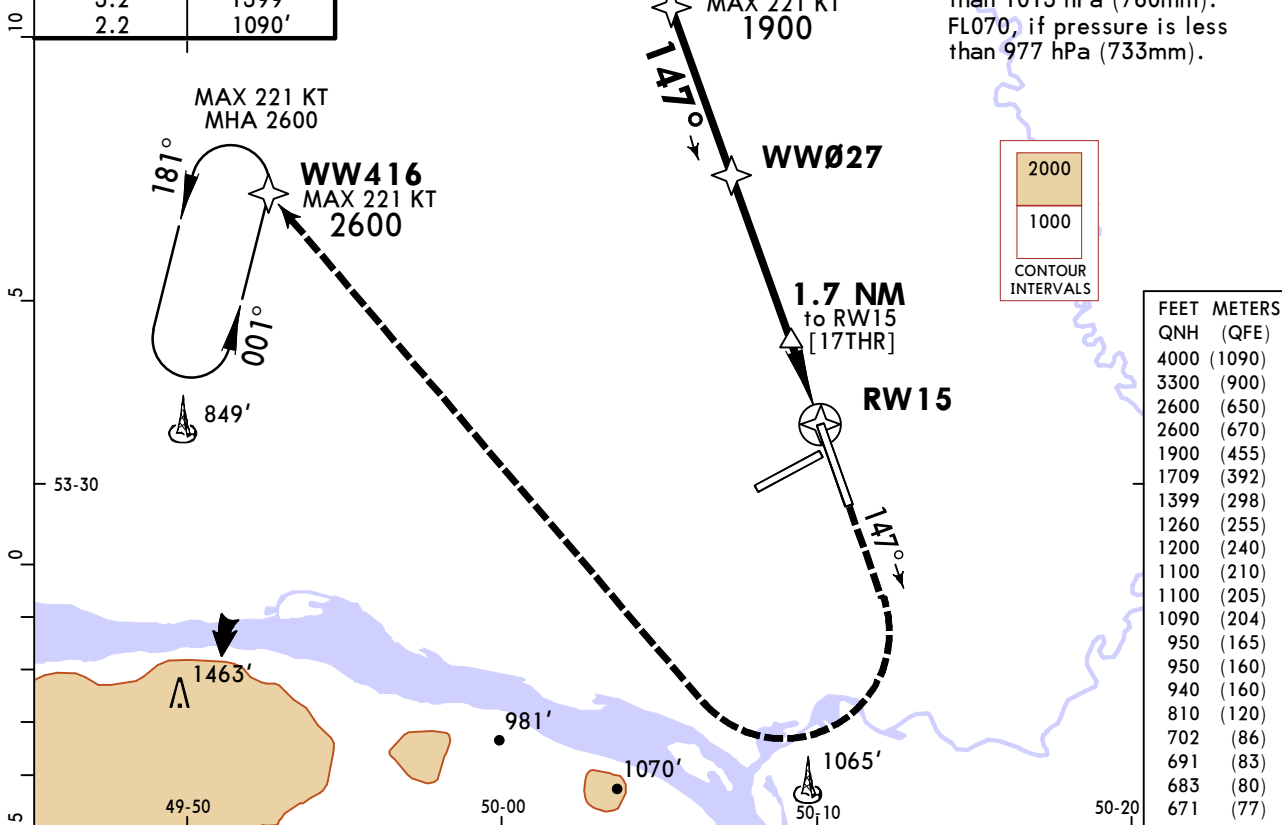 3.2 1399'
2.2 1090'
10
MAX 221 KT
1900
than 1013 hPa (760mm).
FL070, if pressure is less
than 977 hPa (733mm).
147°
MAX 221 KT
MHA 2600
181°
WW416
MAX 221 KT
2600
001°
849'
WWØ27
2000
1000
CONTOUR
INTERVALS
5
1.7 NM
to RW15
[17THR]
RW15
53-30
147°
0
1463'
981'
1070'
1065'
5
49-50
50-00
50-10
50-20
FEET METERS
QNH (QFE)
4000 (1090)
3300 (900)
2600 (650)
2600 (670)
1900 (455)
1709 (392)
1399 (298)
1260 (255)
1200 (240)
1100 (210)
1100 (205)
1090 (204)
950 (165)
950 (160)
940 (160)
810 (120)
702 (86)
691 (83)
683 (80)
671 (77)